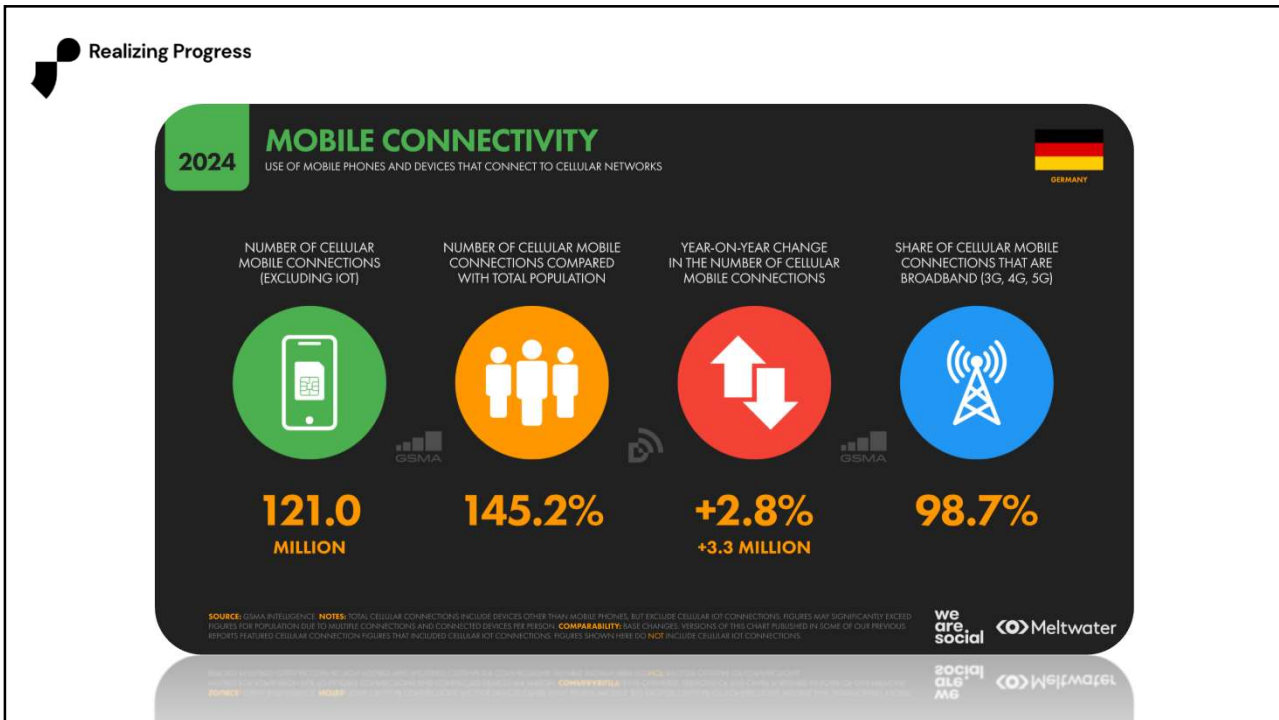 Realizing Progress
2024
MOBILE CONNECTIVITY
USE OF MOBILE PHONES AND DEVICES THAT CONNECT TO CELLULAR NETWORKS
GERMANY
NUMBER OF CELLULAR
MOBILE CONNECTIONS
(EXCLUDING IOT)
NUMBER OF CELLULAR MOBILE
CONNECTIONS COMPARED
WITH TOTAL POPULATION
YEAR-ON-YEAR CHANGE
IN THE NUMBER OF CELLULAR
MOBILE CONNECTIONS
SHARE OF CELLULAR MOBILE
CONNECTIONS THAT ARE
BROADBAND (3G, 4G, 5G)
GSMA
GSMA
121.0
MILLION
145.2%
+2.8%
+3.3 MILLION
98.7%
SOURCE: GSMA INTELLIGENCE. NOTES: TOTAL CELLULAR CONNECTIONS INCLUDE DEVICES OTHER THAN MOBILE PHONES, BUT EXCLUDE CELLULAR IOT CONNECTIONS. FIGURES MAY SIGNIFICANTLY EXCEED
FIGURES FOR POPULATION DUE TO MULTIPLE CONNECTIONS AND CONNECTED DEVICES PER PERSON. COMPARABILITY: BASE CHANGES. VERSIONS OF THIS CHART PUBLISHED IN SOME OF OUR PREVIOUS
REPORTS FEATURED CELLULAR CONNECTION FIGURES THAT INCLUDED CELLULAR IOT CONNECTIONS. FIGURES SHOWN HERE DO NOT INCLUDE CELLULAR IOT CONNECTIONS.
we
are.
social
Meltwater